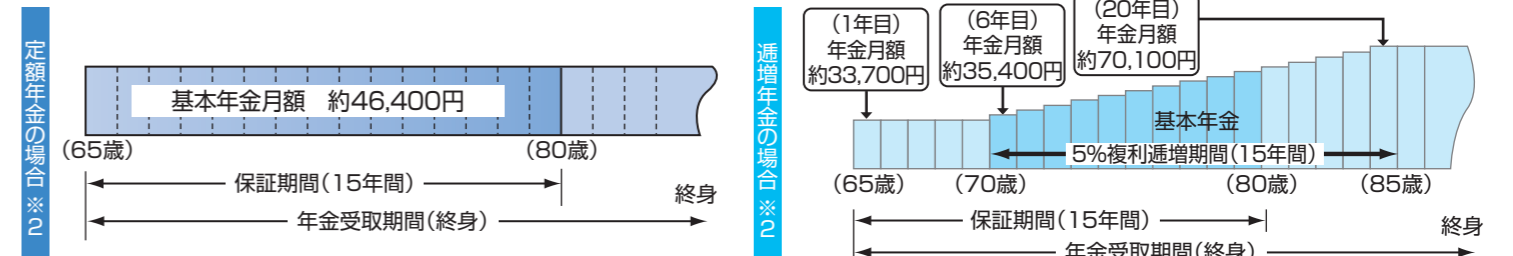 定額年金の場合 ※2
基本年金月額 約46,400円
(65歳)
(80歳)
保証期間(15年間)
終身
年金受取期間(終身)
逓増年金の場合 ※2
(1年目)
年金月額
約33,700円
(6年目)
年金月額
約35,400円
(20年目)
年金月額
約70,100円
基本年金
5%複利逓増期間(15年間)
(65歳)
(70歳)
(80歳)
(85歳)
保証期間(15年間)
終身
年金受取期間(終身)